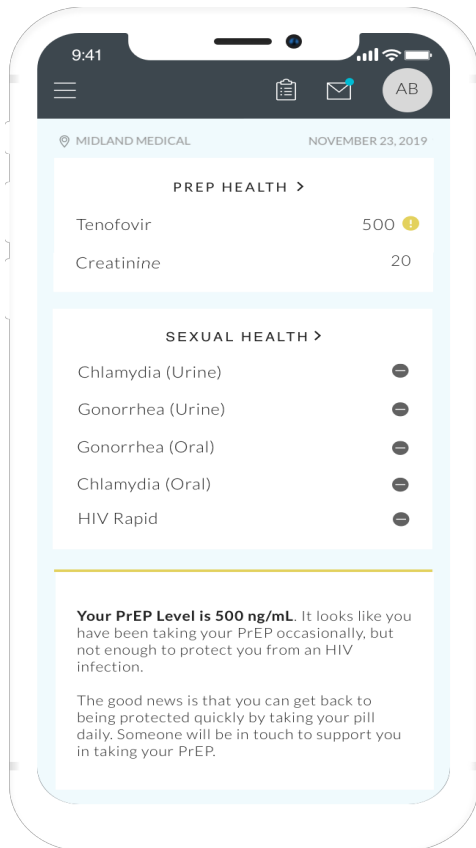 9:41
AB
MIDLAND MEDICAL NOVEMBER 23, 2019
PREP HEALTH >
Tenofovir 500 !
Creatinine 20
SEXUAL HEALTH >
Chlamydia (Urine)
Gonorrhea (Urine)
Gonorrhea (Oral)
Chlamydia (Oral)
HIV Rapid
Your PrEP Level is 500 ng/mL. It looks like you
have been taking your PrEP occasionally, but
not enough to protect you from an HIV
infection.
The good news is that you can get back to
being protected quickly by taking your pill
daily. Someone will be in touch to support you
in taking your PrEP.